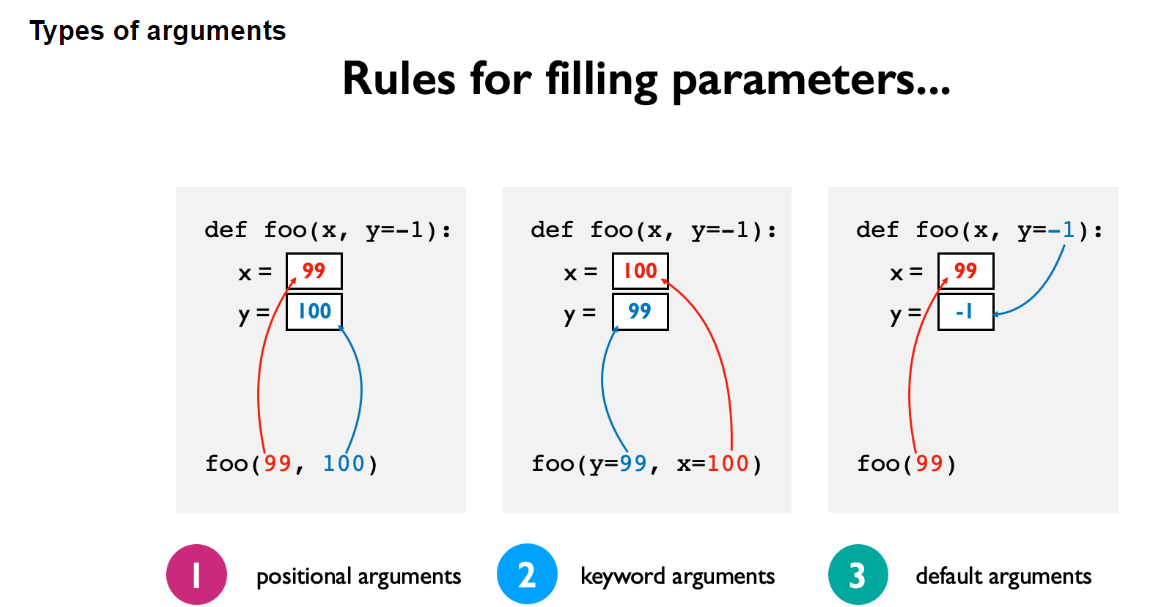 Types of arguments
Rules for filling parameters...
def foo(x, y=-1):
x = 99
y = 100
foo(99, 100)
1 positional arguments
def foo(x, y=-1):
x = 100
y = 99
foo(y=99, x=100)
2 keyword arguments
def foo(x, y=-1):
x = 99
y = -1
foo(99)
3 default arguments